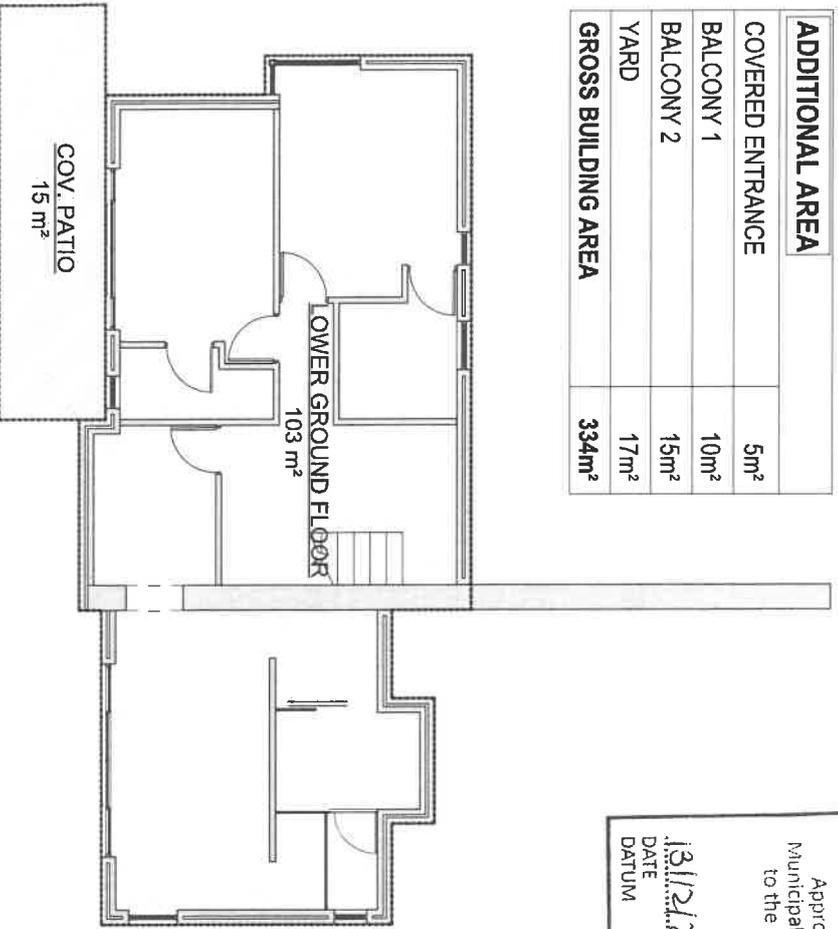 ADDITIONAL AREA
COVERED ENTRANCE 5m²
BALCONY 1 10m²
BALCONY 2 15m²
YARD 17m²
GROSS BUILDING AREA 334m²
COV. PATIO
15 m²
LOWER GROUND FLOOR
103 m²
to the
DATE
DATUM